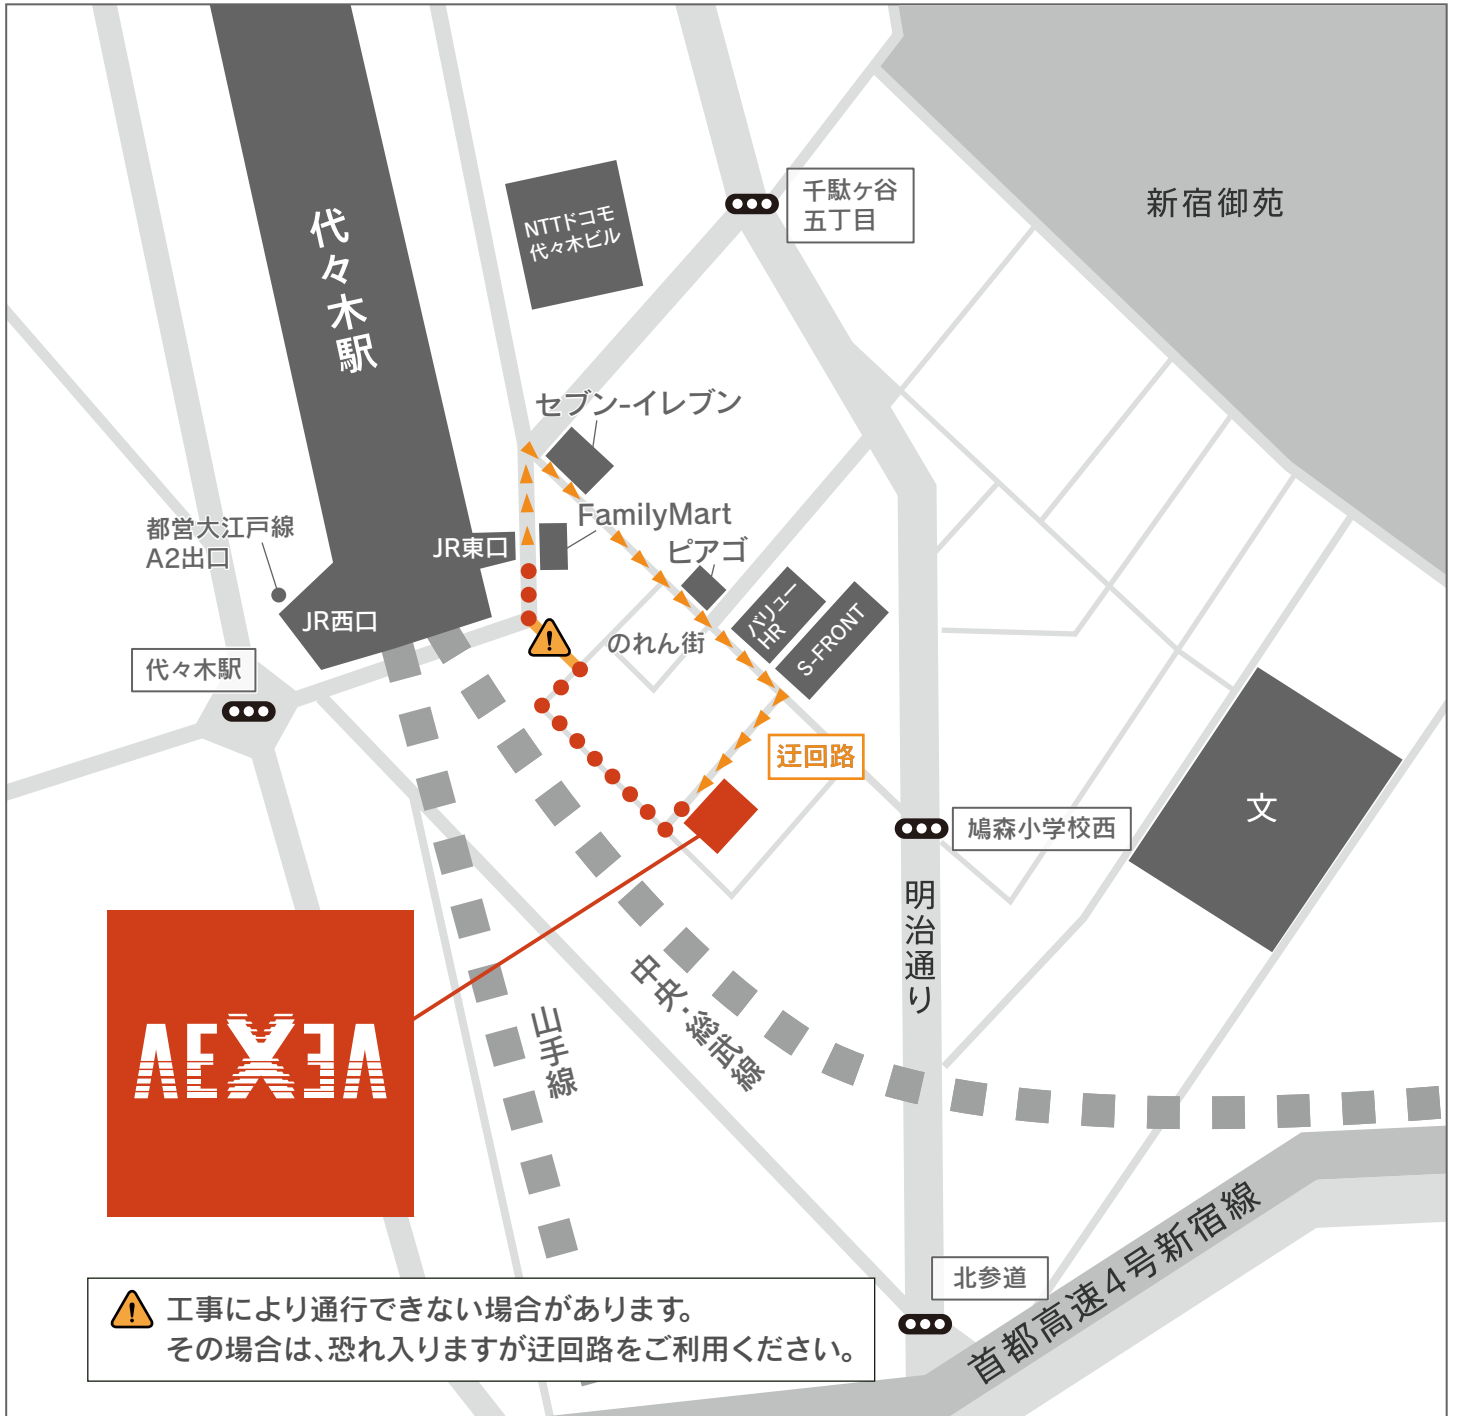 新宿御苑
千駄ヶ谷
五丁目
NTTドコモ
代々木ビル
代々木駅
セブン-イレブン
FamilyMart
ピアゴ
都営大江戸線
A2出口
JR東口
JR西口
バリュー
HR
S-FRONT
のれん街
代々木駅
迂回路
鳩森小学校西
文
明治通り
中央・総武線
山手線
AEXEA
北参道
首都高速4号新宿線
工事により通行できない場合があります。
その場合は、恐れ入りますが迂回路をご利用ください。